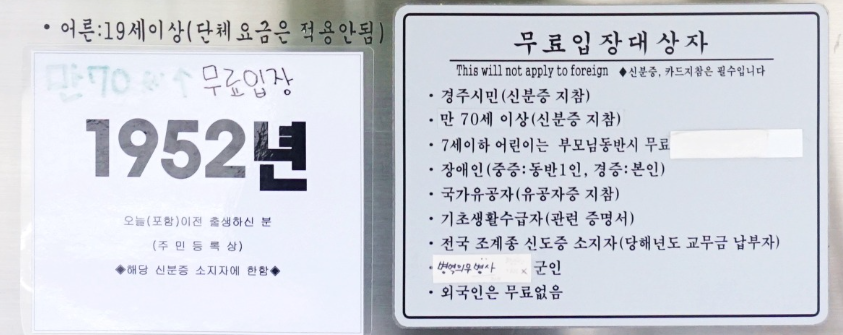 • 어른:19세이상(단체요금은 적용안됨)
무료입장
1952년
오늘(포함)이전 출생하신 분
(주 민 등 록 상)
◈해당 신분증 소지자에 한함◈
무료입장대상자
This will not apply to foreign ♦신분증, 카드지참은 필수입니다
• 경주시민(신분증 지참)
• 만 70세 이상(신분증 지참)
• 7세이하 어린이는 부모님동반시 무료
• 장애인(중증:동반1인, 경증:본인)
• 국가유공자(유공자증 지참)
• 기초생활수급자(관련 증명서)
• 전국 조계종 신도증 소지자(당해년도 교무금 납부자)
• 병역의무병사 × 군인
• 외국인은 무료없음